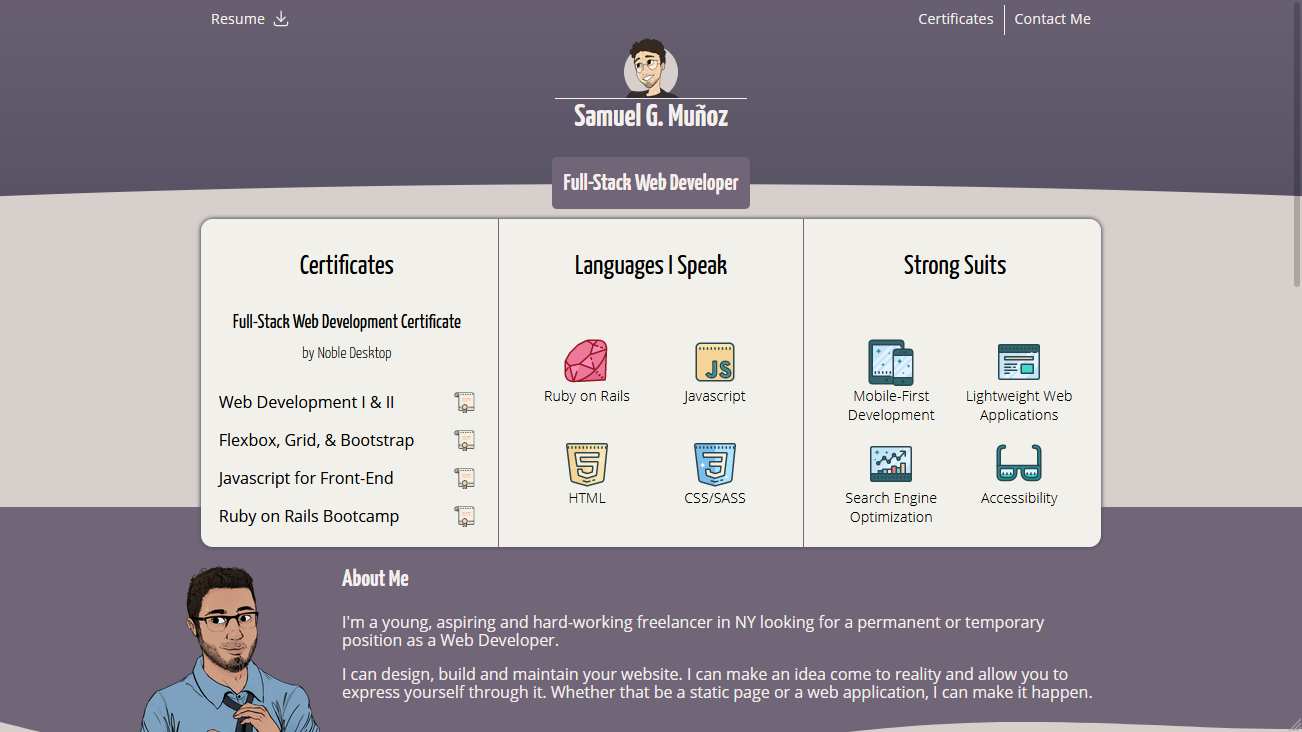 Resume
Certificates
Contact Me
Samuel G. Muñoz
Full-Stack Web Developer
Certificates
Full-Stack Web Development Certificate
by Noble Desktop
Web Development I & II
Flexbox, Grid, & Bootstrap
Javascript for Front-End
Ruby on Rails Bootcamp
Languages I Speak
Ruby on Rails
JS
Javascript
5
HTML
3
CSS/SASS
Strong Suits
Mobile-First
Development
Lightweight Web
Applications
Search Engine
Optimization
Accessibility
About Me
I'm a young, aspiring and hard-working freelancer in NY looking for a permanent or temporary
position as a Web Developer.
I can design, build and maintain your website. I can make an idea come to reality and allow you to
express yourself through it. Whether that be a static page or a web application, I can make it happen.